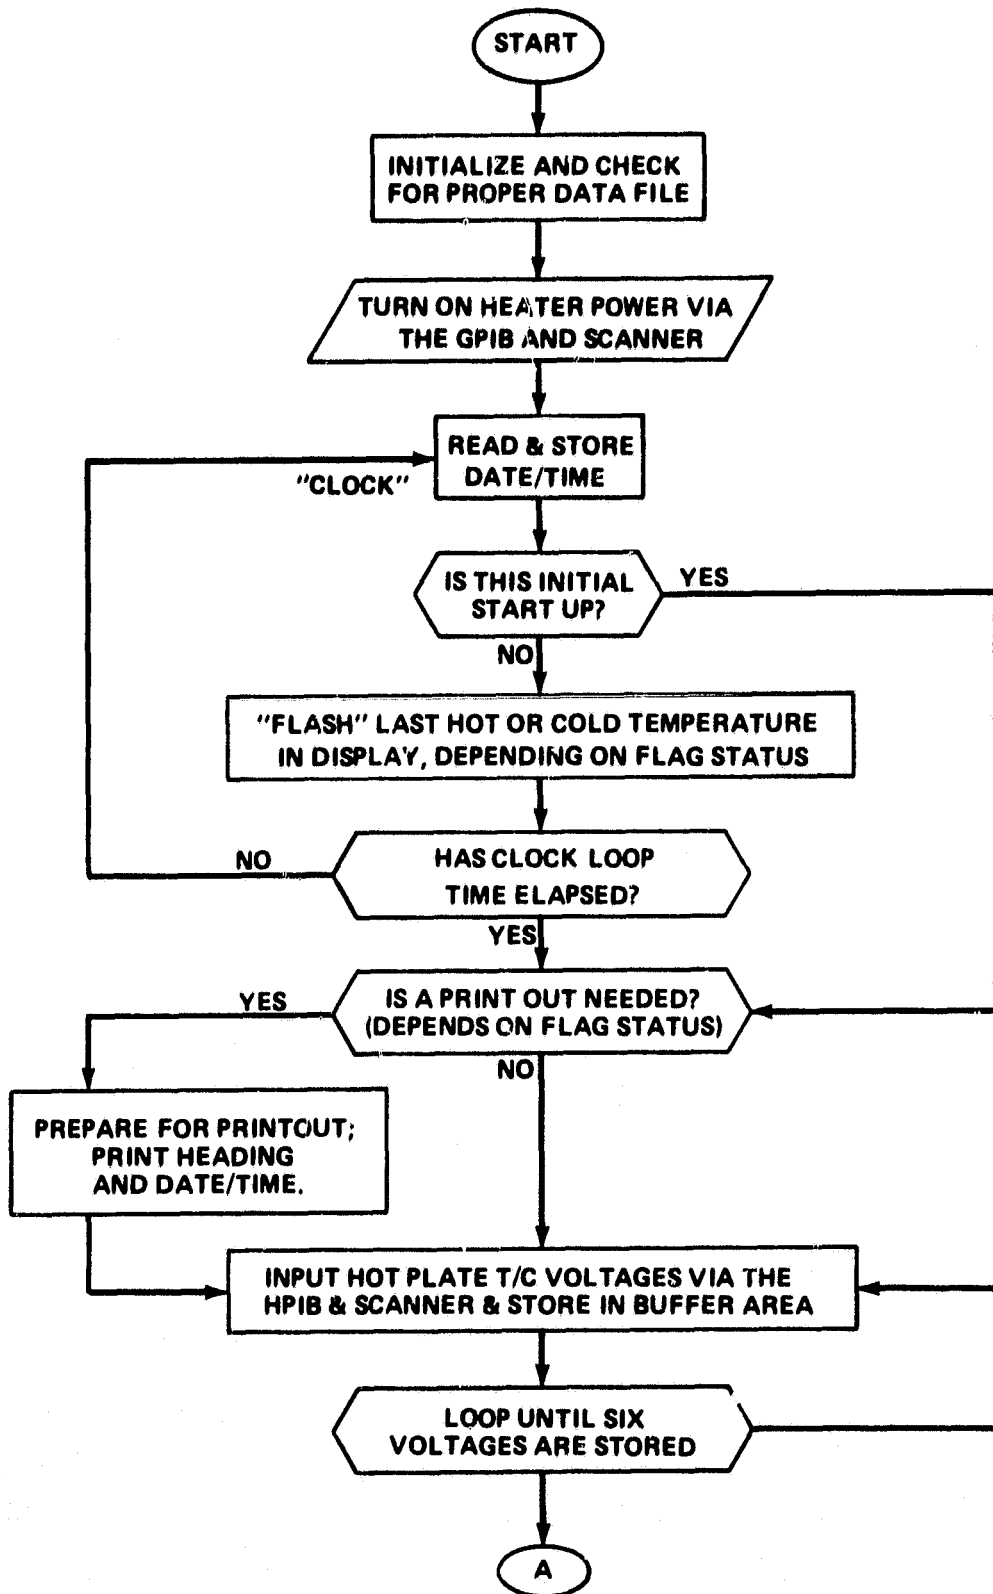 START
INITIALIZE AND CHECK
FOR PROPER DATA FILE
TURN ON HEATER POWER VIA
THE GPIB AND SCANNER
READ & STORE
DATE/TIME
"CLOCK"
IS THIS INITIAL
START UP?
YES
NO
"FLASH" LAST HOT OR COLD TEMPERATURE
IN DISPLAY, DEPENDING ON FLAG STATUS
HAS CLOCK LOOP
TIME ELAPSED?
NO
YES
IS A PRINT OUT NEEDED?
(DEPENDS ON FLAG STATUS)
YES
NO
PREPARE FOR PRINTOUT;
PRINT HEADING
AND DATE/TIME.
INPUT HOT PLATE T/C VOLTAGES VIA THE
HPIB & SCANNER & STORE IN BUFFER AREA
LOOP UNTIL SIX
VOLTAGES ARE STORED
A